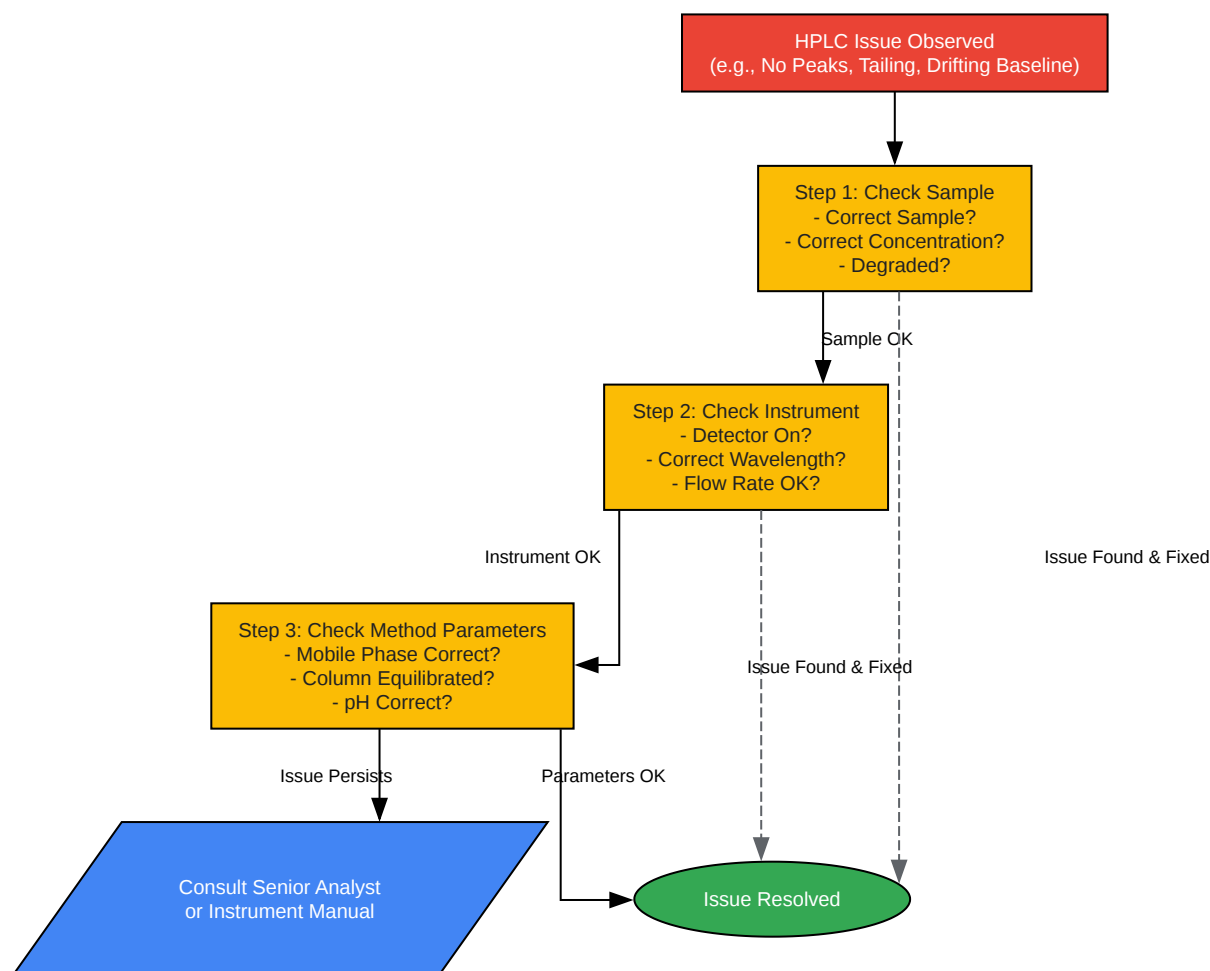 HPLC Issue Observed
(e.g., No Peaks, Tailing, Drifting Baseline)
Step 1: Check Sample
- Correct Sample?
- Correct Concentration?
- Degraded?
Sample OK
Step 2: Check Instrument
- Detector On?
- Correct Wavelength?
- Flow Rate OK?
Instrument OK
Issue Found & Fixed
Step 3: Check Method Parameters
- Mobile Phase Correct?
- Column Equilibrated?
- pH Correct?
Issue Found & Fixed
Issue Persists
Parameters OK
Consult Senior Analyst
or Instrument Manual
Issue Resolved